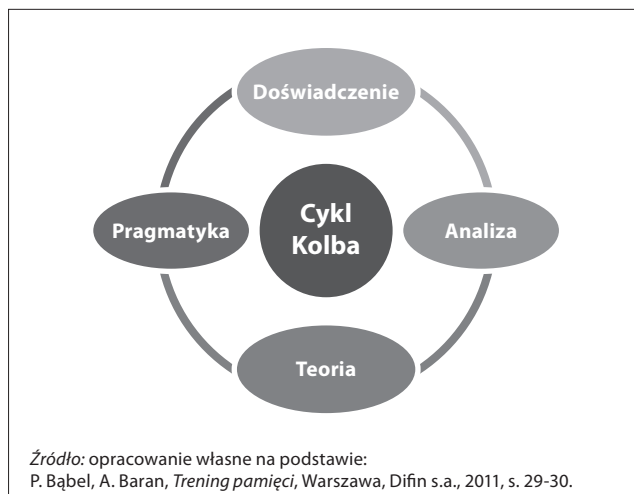 Doświadczenie
Pragmatyka
Cykl
Kolba
Analiza
Teoria
Źródło: opracowanie własne na podstawie:
P. Bąbel, A. Baran, Trening pamięci, Warszawa, Difin s.a., 2011, s. 29-30.